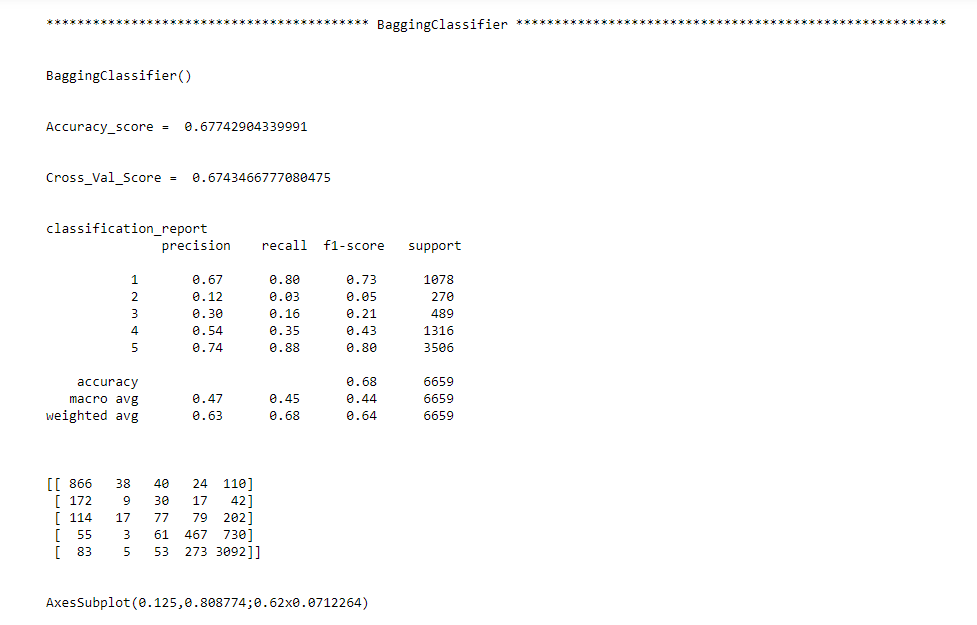 ****************************************** BaggingClassifier ********************************************************
BaggingClassifier()
Accuracy_score =  0.67742904339991
Cross_Val_Score =  0.6743466777080475
classification_report
               precision    recall  f1-score   support
           1       0.67      0.80      0.73      1078
           2       0.12      0.03      0.05       270
           3       0.30      0.16      0.21       489
           4       0.54      0.35      0.43      1316
           5       0.74      0.88      0.80      3506
    accuracy                           0.68      6659
   macro avg       0.47      0.45      0.44      6659
weighted avg       0.63      0.68      0.64      6659
[[ 866   38   40   24  110]
 [ 172    9   30   17   42]
 [ 114   17   77   79  202]
 [  55    3   61  467  730]
 [  83    5   53  273 3092]]
AxesSubplot(0.125,0.808774;0.62x0.0712264)